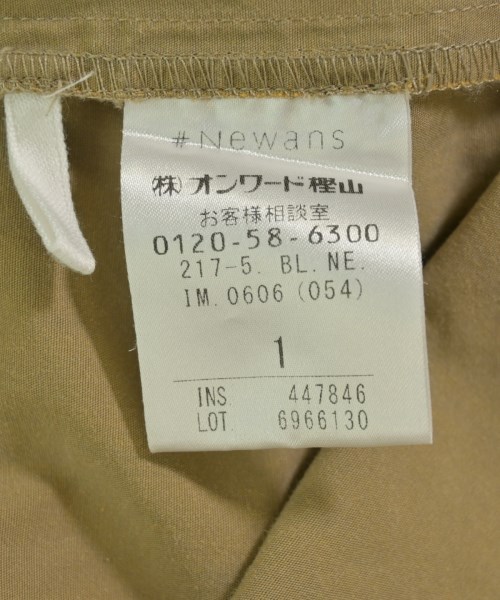 #Newans
㈱オンワード樫山
お客様相談室
0120-58-6300
217-5. BL.NE.
IM.0606 (054)
1
INS. 447846
LOT. 6966130